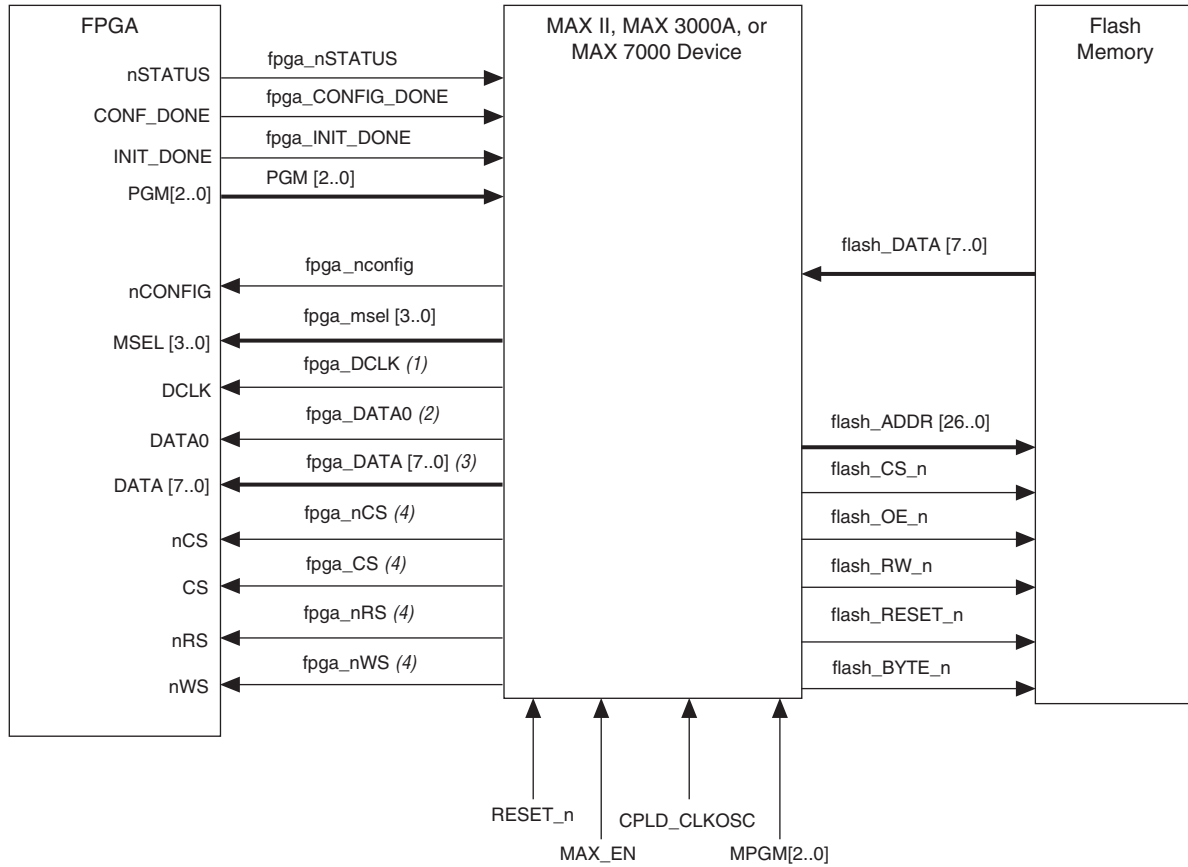 FPGA
nSTATUS
CONF_DONE
INIT_DONE
PGM[2..0]
nCONFIG
MSEL [3..0]
DCLK
DATA0
DATA [7..0]
nCS
CS
nRS
nWS
fpga_nSTATUS
fpga_CONFIG_DONE
fpga_INIT_DONE
PGM [2..0]
fpga_nconfig
fpga_msel [3..0]
fpga_DCLK (1)
fpga_DATA0 (2)
fpga_DATA [7..0] (3)
fpga_nCS (4)
fpga_CS (4)
fpga_nRS (4)
fpga_nWS (4)
MAX II, MAX 3000A, or
MAX 7000 Device
flash_DATA [7..0]
flash_ADDR [26..0]
flash_CS_n
flash_OE_n
flash_RW_n
flash_RESET_n
flash_BYTE_n
Flash
Memory
RESET_n
MAX_EN
CPLD_CLKOSC
MPGM[2..0]